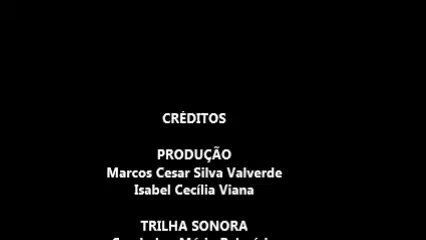 CRÉDITOS
PRODUÇÃO
Marcos Cesar Silva Valverde
Isabel Cecília Viana
TRILHA SONORA